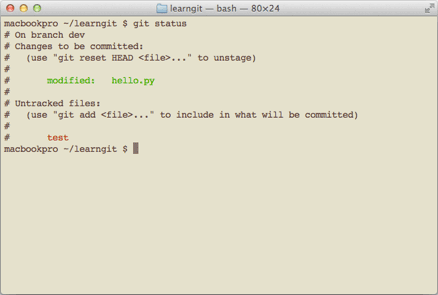 learngit — bash — 80×24
macbookpro ~/learngit $ git status
# On branch dev
# Changes to be committed:
#   (use "git reset HEAD <file>..." to unstage)
#
#       modified:   hello.py
#
# Untracked files:
#   (use "git add <file>..." to include in what will be committed)
#
#       test
macbookpro ~/learngit $